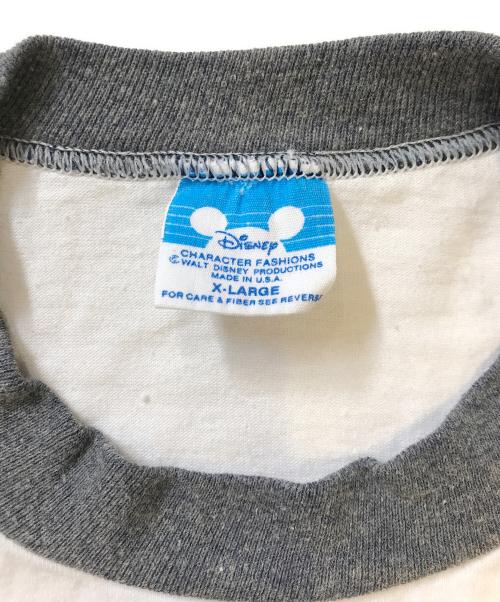 Disney
CHARACTER FASHIONS
© WALT DISNEY PRODUCTIONS
MADE IN U.S.A.
X-LARGE
FOR CARE & FIBER SEE REVERSE